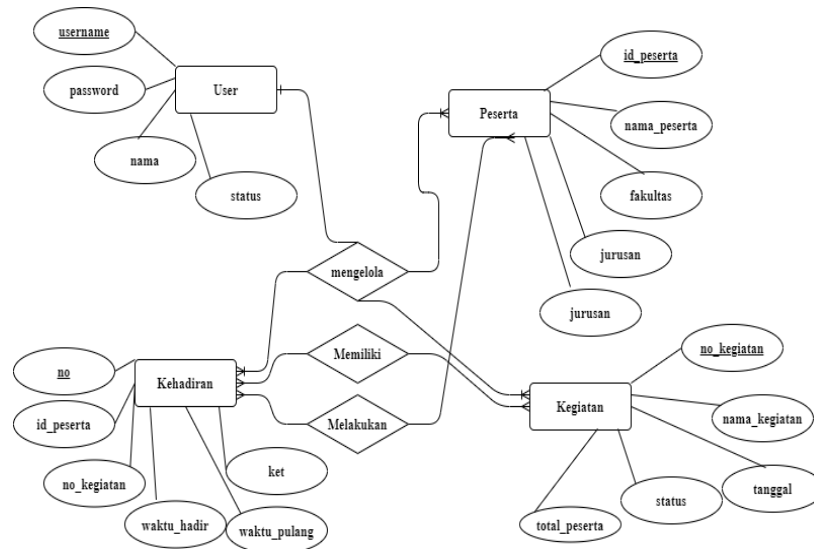 username
password
nama
status
User
Peserta
id_peserta
nama_peserta
fakultas
jurusan
jurusan
mengelola
Memiliki
Melakukan
Kehadiran
no
id_peserta
no_kegiatan
waktu_hadir
waktu_pulang
ket
Kegiatan
no_kegiatan
nama_kegiatan
tanggal
status
total_peserta